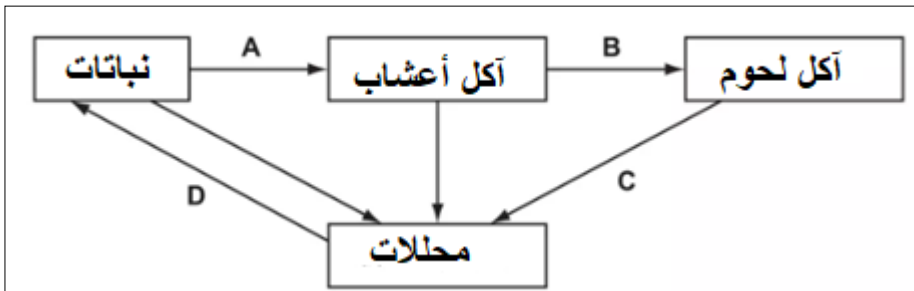 A
B
نباتات
آكل أعشاب
آكل لحوم
D
C
محللات